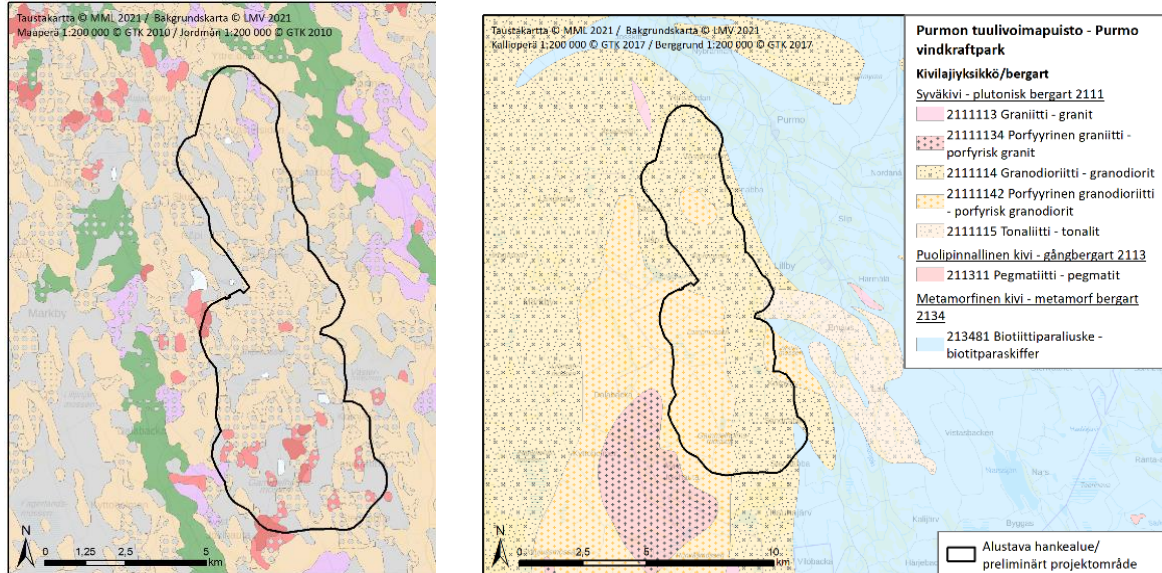 Taustakartta © MML 2021 / Bakgrundskarta © LMV 2021
Maaperä 1:200 000 © GTK 2010 / Jordmån 1:200 000 © GTK 2010
Markby
N
0 1,25 2,5 5
km
Taustakartta © MML 2021 / Bakgrundskarta © LMV 2021
Kallioperä 1:200 000 © GTK 2017 / Berggrund 1:200 000 © GTK 2017
Purmo
Lillby
N
0 2,5 5 10
km
Purmon tuulivoimapuisto - Purmo
vindkraftpark
Kivilajiyksikkö/bergart
Syväkivi - plutonisk bergart 2111
2111113 Graniitti - granit
21111134 Porfyyrinen graniitti -
porfyrisk granit
2111114 Granodioriitti - granodiorit
21111142 Porfyyrinen granodioriitti
- porfyrisk granodiorit
2111115 Tonaliitti - tonalit
Puolipinnallinen kivi - gångbergart 2113
211311 Pegmatiitti - pegmatit
Metamorfinen kivi - metamorf bergart
2134
213481 Biotiittiparaliuske -
biotitparaskiffer
Alustava hankealue/
preliminärt projektområde